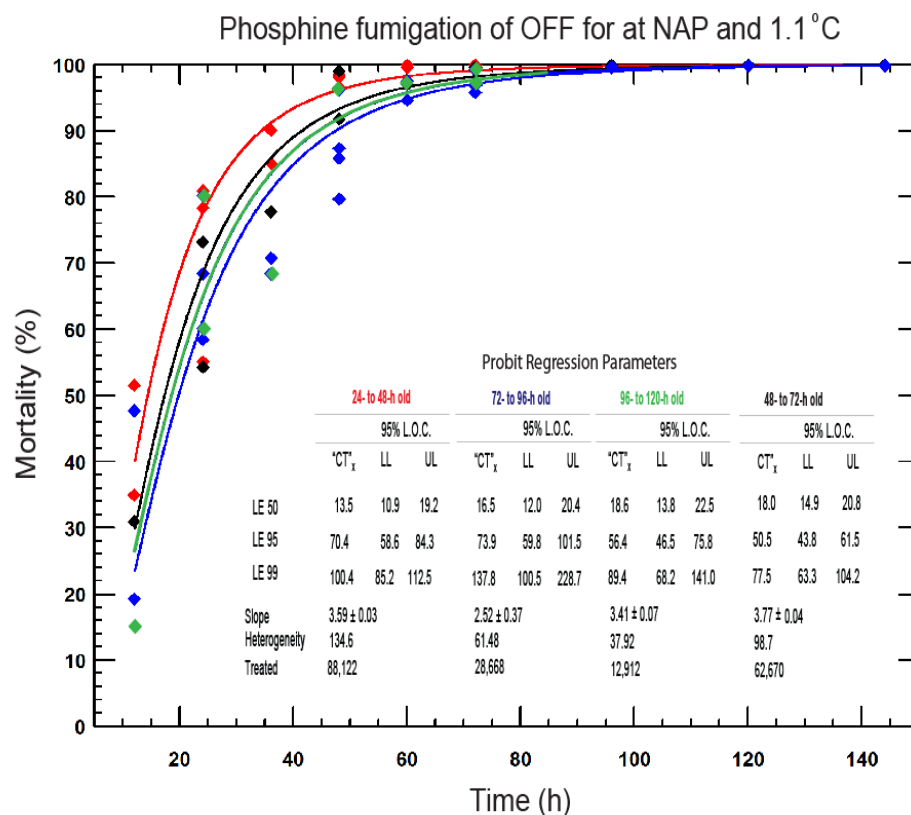 Phosphine fumigation of OFF for at NAP and 1.1°C
Mortality (%)
100
90
80
70
60
50
40
30
20
10
0
Probit Regression Parameters
24- to 48-h old 72- to 96-h old 96- to 120-h old 48- to 72-h old
95% L.O.C. 95% L.O.C. 95% L.O.C. 95% L.O.C.
"CT"x LL UL "CT"x LL UL "CT"x LL UL CT"x LL UL
LE 50 13.5 10.9 19.2 16.5 12.0 20.4 18.6 13.8 22.5 18.0 14.9 20.8
LE 95 70.4 58.6 84.3 73.9 59.8 101.5 56.4 46.5 75.8 50.5 43.8 61.5
LE 99 100.4 85.2 112.5 137.8 100.5 228.7 89.4 68.2 141.0 77.5 63.3 104.2
Slope 3.59 ± 0.03 2.52 ± 0.37 3.41 ± 0.07 3.77 ± 0.04
Heterogeneity 134.6 61.48 37.92 98.7
Treated 88,122 28,668 12,912 62,670
20 40 60 80 100 120 140
Time (h)